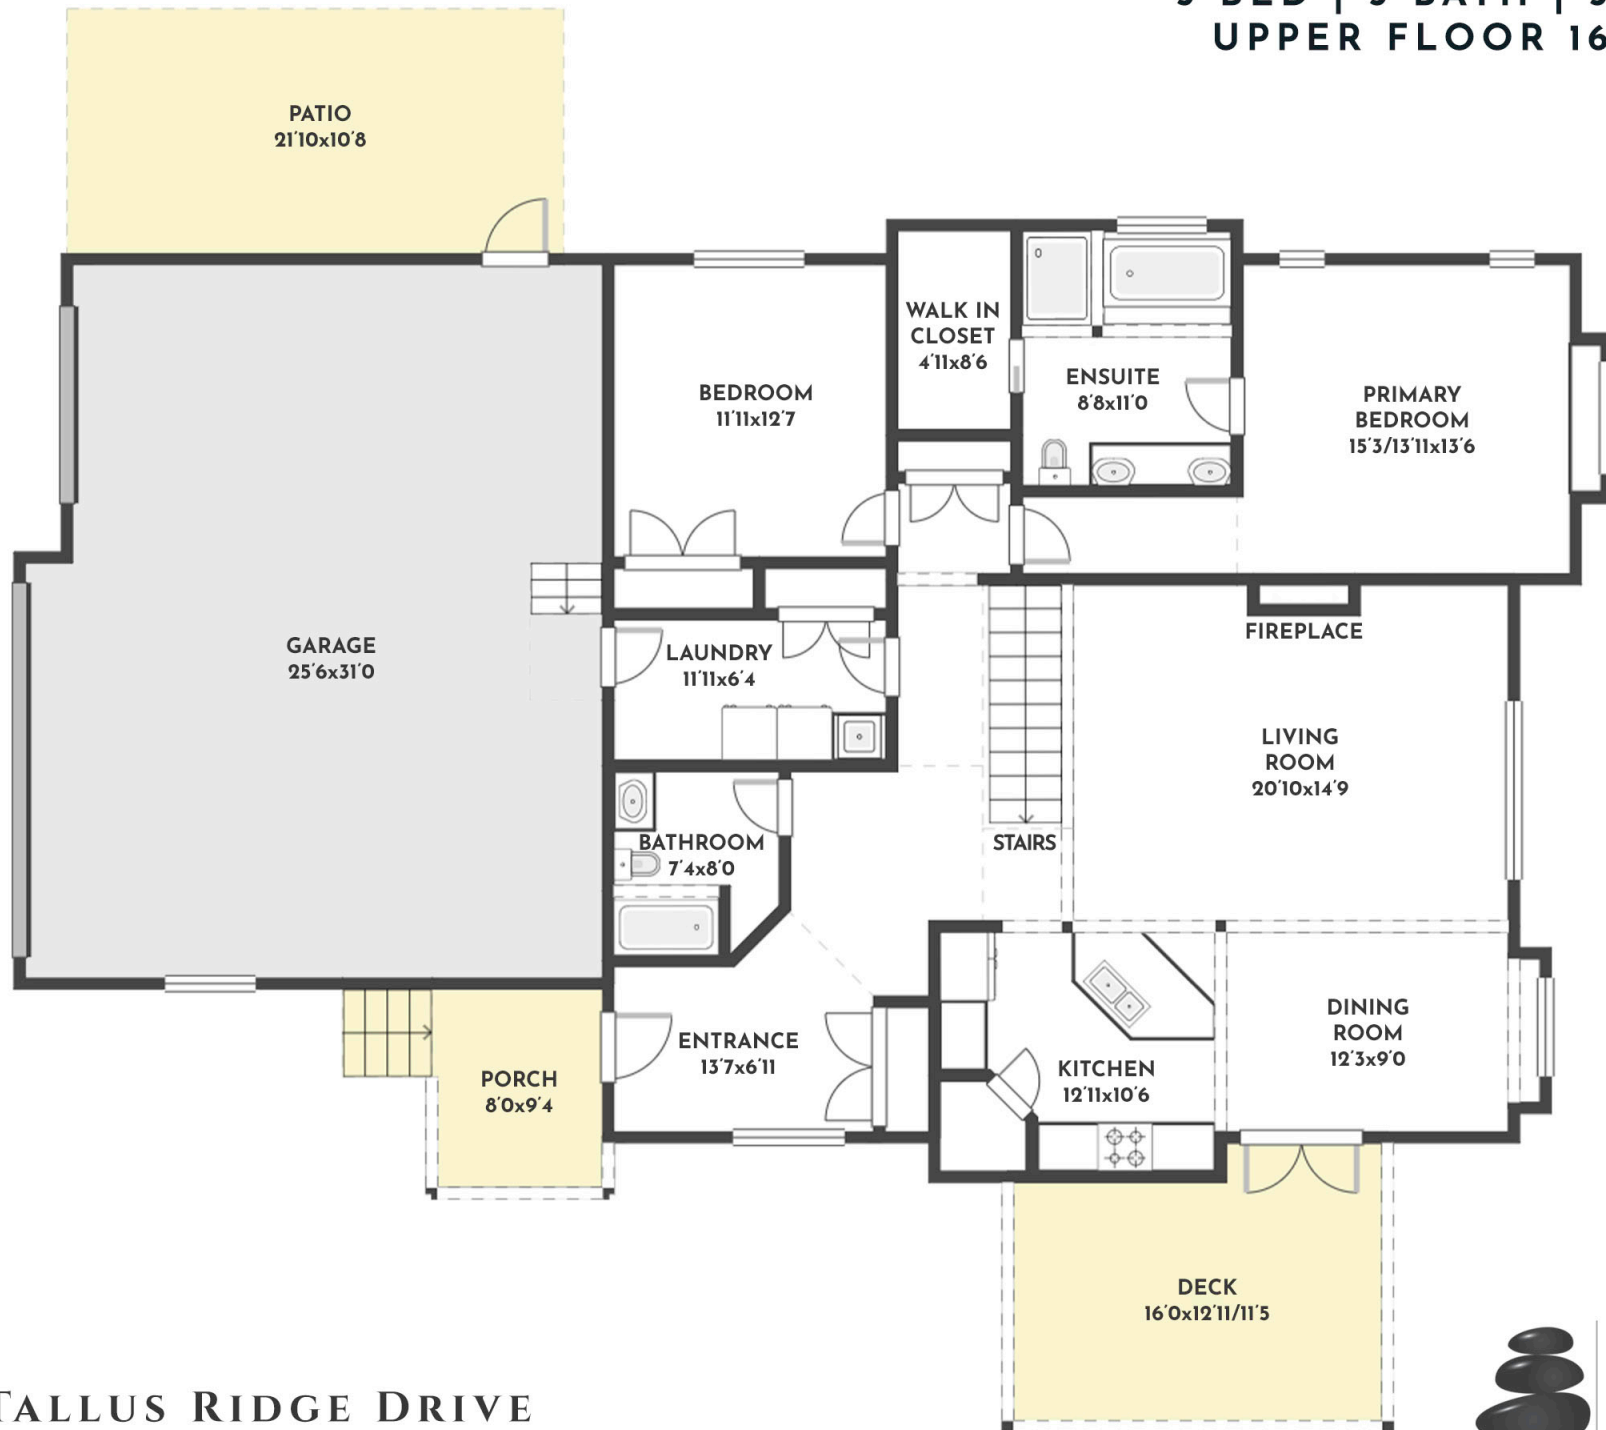 UPPER FLOOR 16
PATIO
21'10x10'8
WALK IN
CLOSET
4'11x8'6
ENSUITE
8'8x11'0
BEDROOM
11'11x12'7
PRIMARY
BEDROOM
15'3/13'11x13'6
GARAGE
25'6x31'0
LAUNDRY
11'11x6'4
FIREPLACE
LIVING
ROOM
20'10x14'9
STAIRS
BATHROOM
7'4x8'0
ENTRANCE
13'7x6'11
PORCH
8'0x9'4
KITCHEN
12'11x10'6
DINING
ROOM
12'3x9'0
DECK
16'0x12'11/11'5
TALLUS RIDGE DRIVE